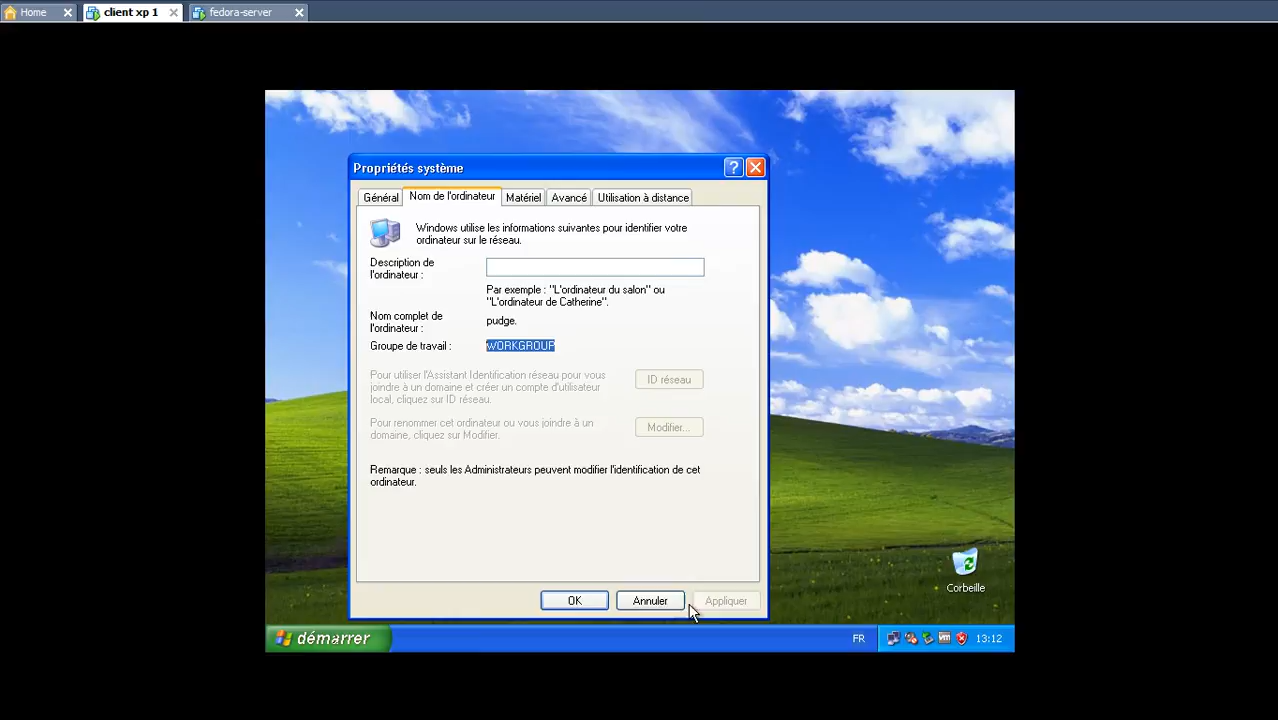 Home
client xp 1
fedora-server
Propriétés système
Général
Nom de l'ordinateur
Matériel
Avancé
Utilisation à distance
Windows utilise les informations suivantes pour identifier votre
ordinateur sur le réseau.
Description de
l'ordinateur :
Par exemple : "L'ordinateur du salon" ou
"L'ordinateur de Catherine".
Nom complet de
l'ordinateur :
pudge.
Groupe de travail :
WORKGROUP
Pour utiliser l'Assistant Identification réseau pour vous
joindre à un domaine et créer un compte d'utilisateur
local, cliquez sur ID réseau.
ID réseau
Pour renommer cet ordinateur ou vous joindre à un
domaine, cliquez sur Modifier.
Modifier...
Remarque : seuls les Administrateurs peuvent modifier l'identification de cet
ordinateur.
OK
Annuler
Appliquer
Corbeille
démarrer
FR
13:12